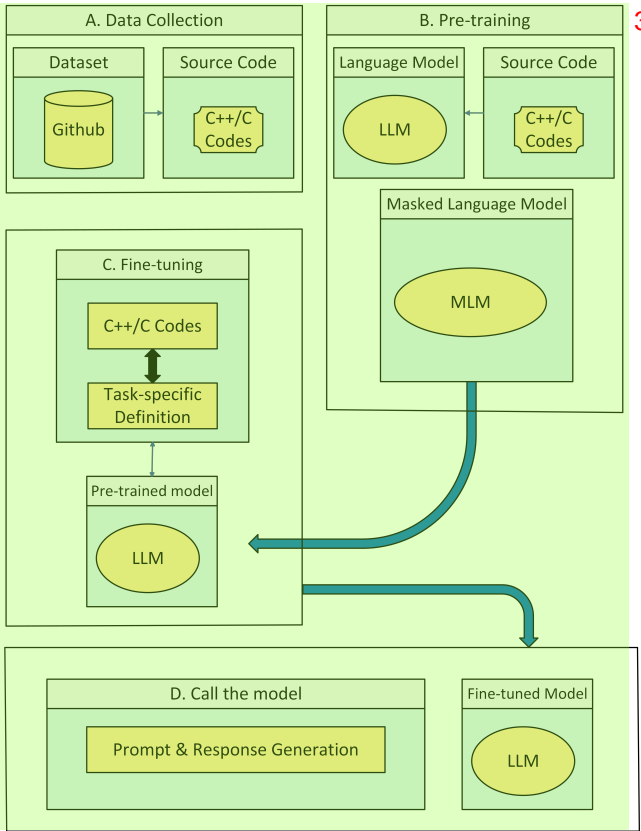 A. Data Collection
Dataset
Source Code
Github
C++/C
Codes
B. Pre-training
Language Model
Source Code
LLM
C++/C
Codes
Masked Language Model
MLM
C. Fine-tuning
C++/C Codes
Task-specific
Definition
Pre-trained model
LLM
D. Call the model
Prompt & Response Generation
Fine-tuned Model
LLM